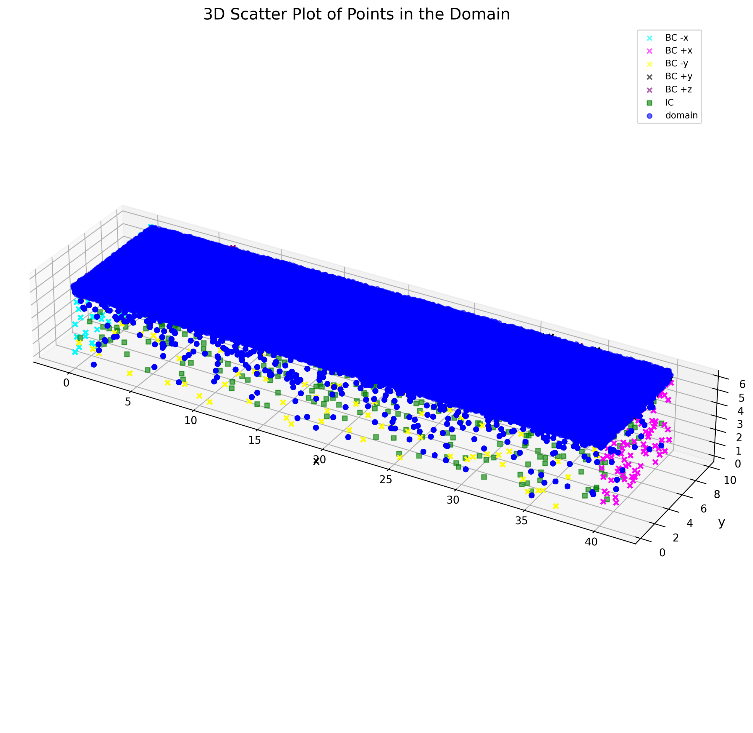 3D Scatter Plot of Points in the Domain
BC -x
BC +x
BC -y
BC +y
BC +z
IC
domain
0
5
10
15
20
25
30
35
40
x
0
2
4
6
8
10
y
0
1
2
3
4
5
6